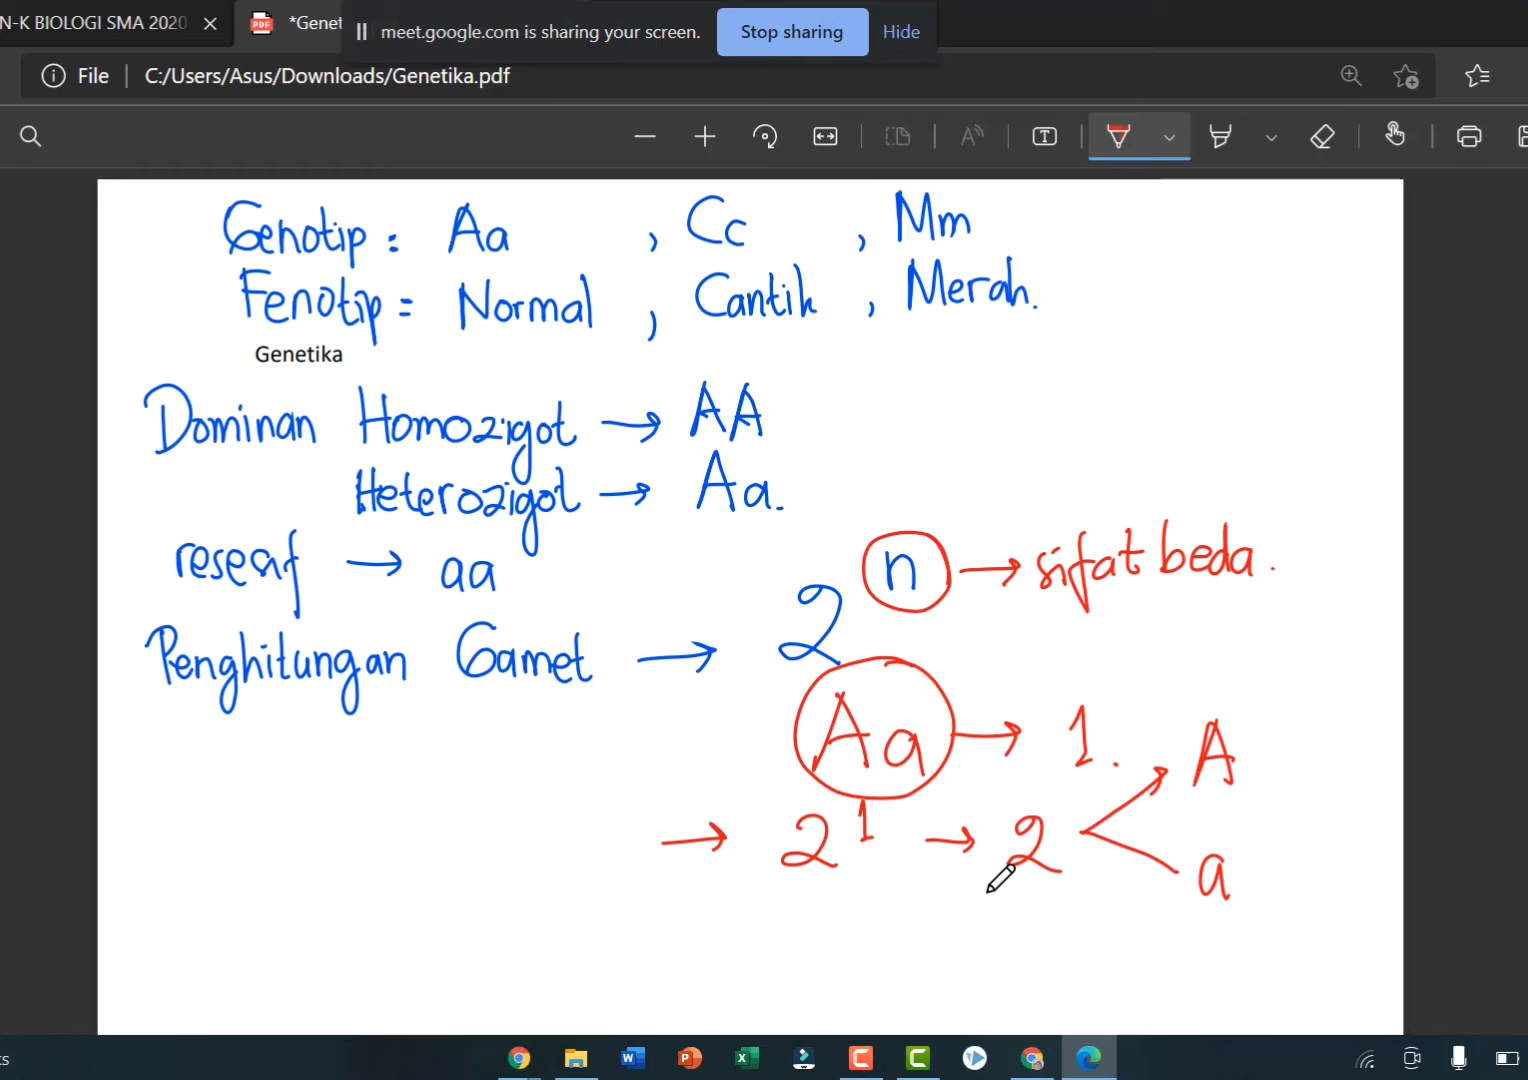 N-K BIOLOGI SMA 2020
*Genet
meet.google.com is sharing your screen.
Stop sharing
Hide
File
C:/Users/Asus/Downloads/Genetika.pdf
Genotip = Aa , Cc , Mm
Fenotip = Normal , Cantik , Merah.
Genetika
Dominan Homozigot → AA
Heterozigot → Aa.
resesif → aa
n → sifat beda.
Penghitungan Gamet → 2
Aa → 1. A
→ 2¹ → 2
a